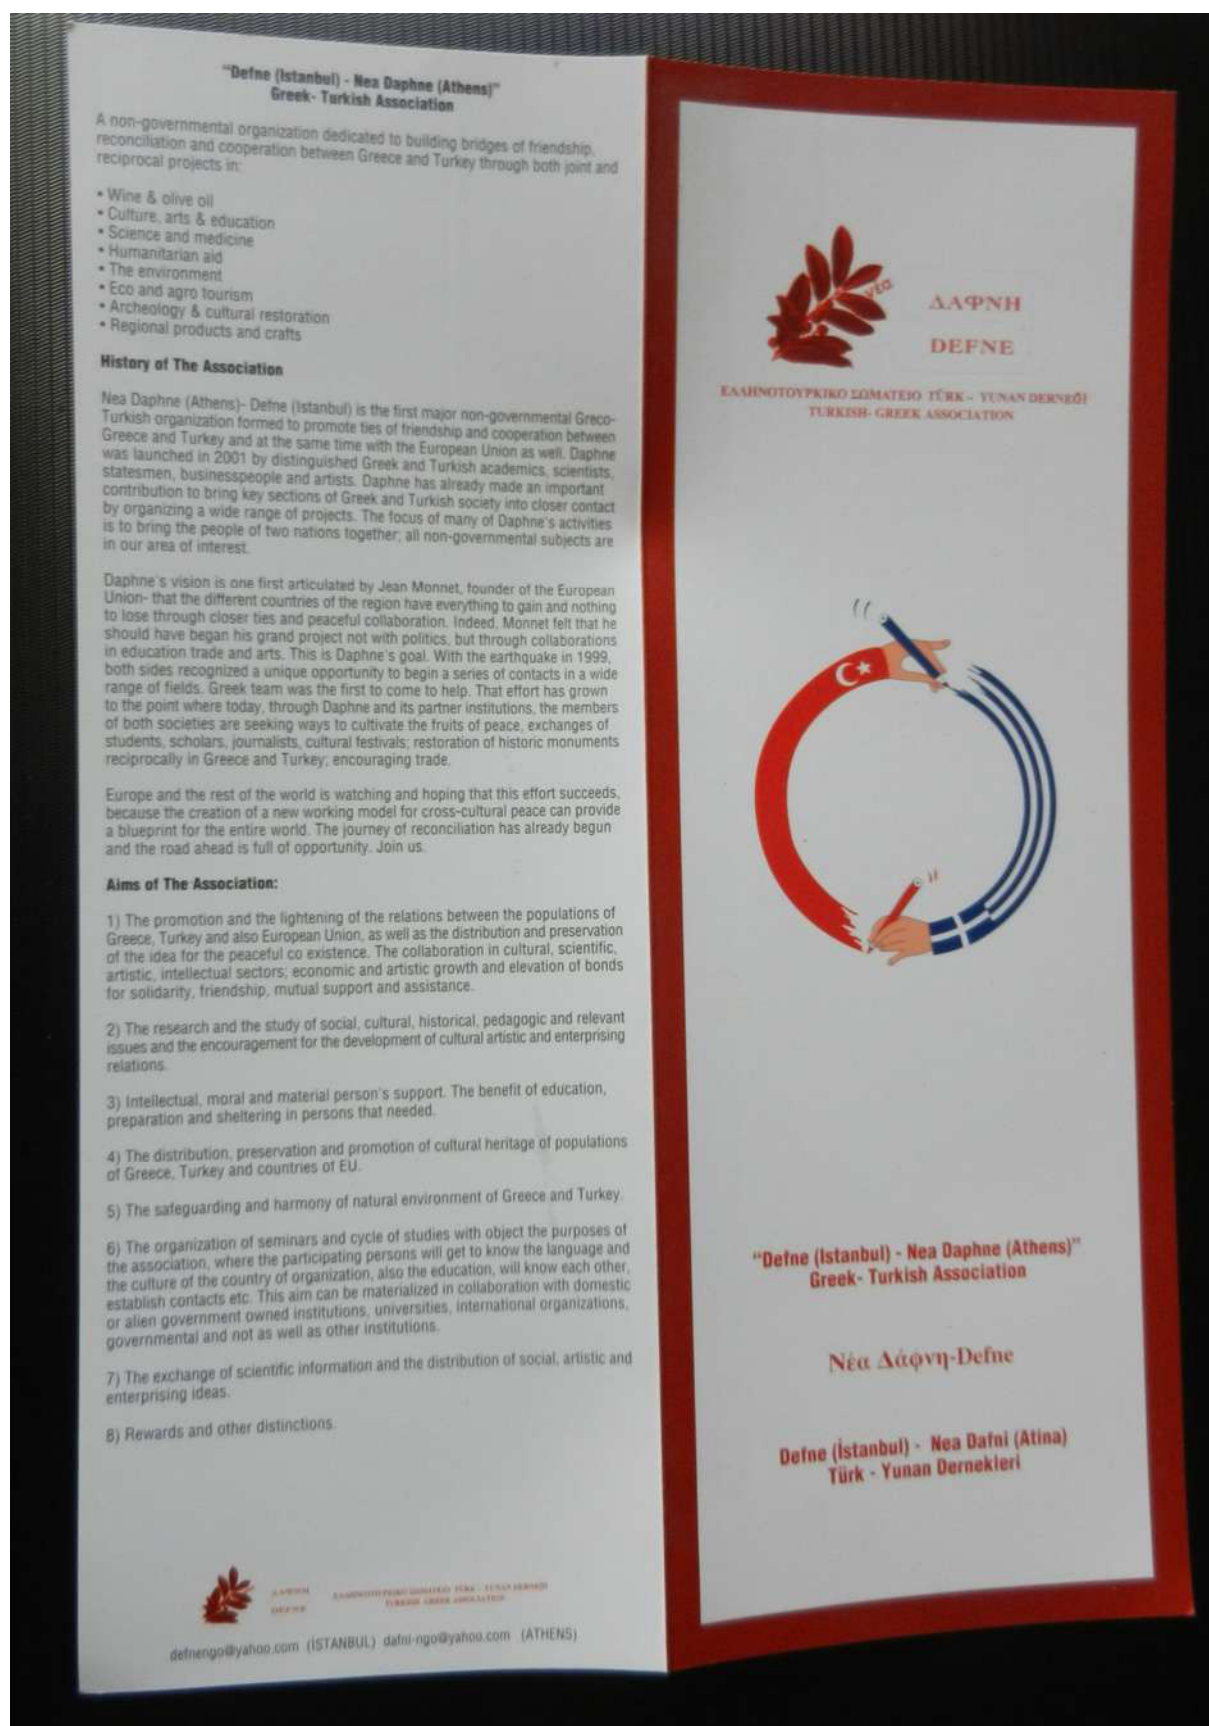 "Defne (Istanbul) - Nea Daphne (Athens)"
Greek- Turkish Association
A non-governmental organization dedicated to building bridges of friendship,
reconciliation and cooperation between Greece and Turkey through both joint and
reciprocal projects in:
• Wine & olive oil
• Culture, arts & education
• Science and medicine
• Humanitarian aid
• The environment
• Eco and agro tourism
• Archeology & cultural restoration
• Regional products and crafts
History of The Association
Nea Daphne (Athens)- Defne (Istanbul) is the first major non-governmental Greco-
Turkish organization formed to promote ties of friendship and cooperation between
Greece and Turkey and at the same time with the European Union as well. Daphne
was launched in 2001 by distinguished Greek and Turkish academics, scientists,
statesmen, businesspeople and artists. Daphne has already made an important
contribution to bring key sections of Greek and Turkish society into closer contact
by organizing a wide range of projects. The focus of many of Daphne's activities
is to bring the people of two nations together; all non-governmental subjects are
in our area of interest.
Daphne's vision is one first articulated by Jean Monnet, founder of the European
Union- that the different countries of the region have everything to gain and nothing
to lose through closer ties and peaceful collaboration. Indeed, Monnet felt that he
should have began his grand project not with politics, but through collaborations
in education trade and arts. This is Daphne's goal. With the earthquake in 1999,
both sides recognized a unique opportunity to begin a series of contacts in a wide
range of fields. Greek team was the first to come to help. That effort has grown
to the point where today, through Daphne and its partner institutions, the members
of both societies are seeking ways to cultivate the fruits of peace, exchanges of
students, scholars, journalists, cultural festivals; restoration of historic monuments
reciprocally in Greece and Turkey; encouraging trade.
Europe and the rest of the world is watching and hoping that this effort succeeds,
because the creation of a new working model for cross-cultural peace can provide
a blueprint for the entire world. The journey of reconciliation has already begun
and the road ahead is full of opportunity. Join us.
Aims of The Association:
1) The promotion and the lightening of the relations between the populations of
Greece, Turkey and also European Union, as well as the distribution and preservation
of the idea for the peaceful co existence. The collaboration in cultural, scientific,
artistic, intellectual sectors; economic and artistic growth and elevation of bonds
for solidarity, friendship, mutual support and assistance.
2) The research and the study of social, cultural, historical, pedagogic and relevant
issues and the encouragement for the development of cultural artistic and enterprising
relations.
3) Intellectual, moral and material person's support. The benefit of education,
preparation and sheltering in persons that needed.
4) The distribution, preservation and promotion of cultural heritage of populations
of Greece, Turkey and countries of EU.
5) The safeguarding and harmony of natural environment of Greece and Turkey.
6) The organization of seminars and cycle of studies with object the purposes of
the association, where the participating persons will get to know the language and
the culture of the country of organization, also the education, will know each other,
establish contacts etc. This aim can be materialized in collaboration with domestic
or alien government owned institutions, universities, international organizations,
governmental and not as well as other institutions.
7) The exchange of scientific information and the distribution of social, artistic and
enterprising ideas.
8) Rewards and other distinctions.
ΔΑΦΝΗ
DEFNE
ΕΛΛΗΝΟΤΟΥΡΚΙΚΟ ΣΩΜΑΤΕΙΟ TÜRK - YUNAN DERNEĞİ
TURKISH- GREEK ASSOCIATION
defnengo@yahoo.com (İSTANBUL) dafni-ngo@yahoo.com (ATHENS)
νέα
ΔΑΦΝΗ
DEFNE
ΕΛΛΗΝΟΤΟΥΡΚΙΚΟ ΣΩΜΑΤΕΙΟ TÜRK - YUNAN DERNEĞİ
TURKISH- GREEK ASSOCIATION
"Defne (Istanbul) - Nea Daphne (Athens)"
Greek- Turkish Association
Νέα Δάφνη-Defne
Defne (İstanbul) - Nea Dafni (Atina)
Türk - Yunan Dernekleri